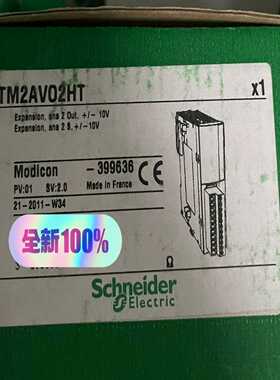 TM2AVO2HT
x1
Expansion, ana 2 Out, +/- 10V
Expansion, ana 2 S, +/- 10V
Modicon
-399636
CE
PV:01 SV:2.0
Made in France
21-2011-W34
全新100%
Schneider
Electric